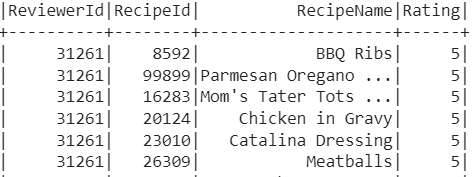 |ReviewerId|RecipeId|          RecipeName|Rating|
+----------+--------+--------------------+------+
|     31261|    8592|            BBQ Ribs|     5|
|     31261|   99899|Parmesan Oregano ...|     5|
|     31261|   16283|Mom's Tater Tots ...|     5|
|     31261|   20124|    Chicken in Gravy|     5|
|     31261|   23010|   Catalina Dressing|     5|
|     31261|   26309|           Meatballs|     5|